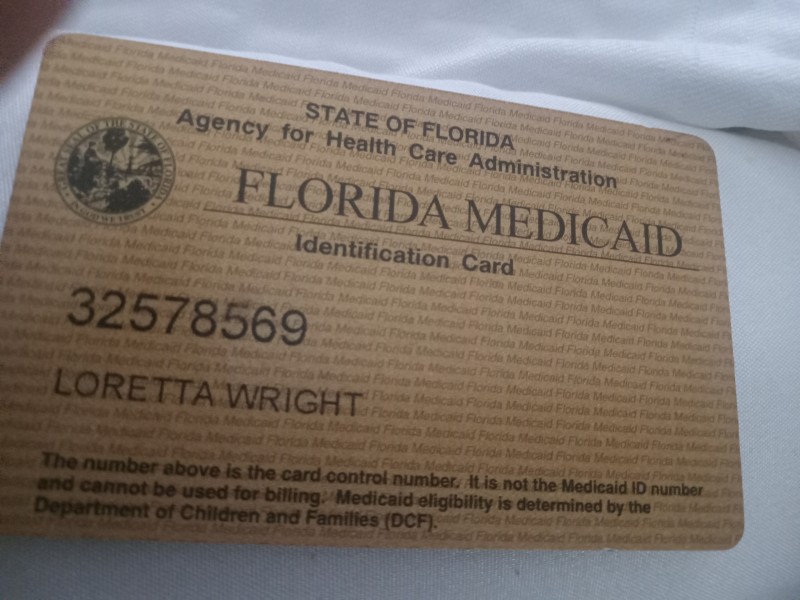 STATE OF FLORIDA
Agency for Health Care Administration
FLORIDA MEDICAID
Identification Card
32578569
LORETTA WRIGHT
The number above is the card control number. It is not the Medicaid ID number
and cannot be used for billing. Medicaid eligibility is determined by the
Department of Children and Families (DCF).